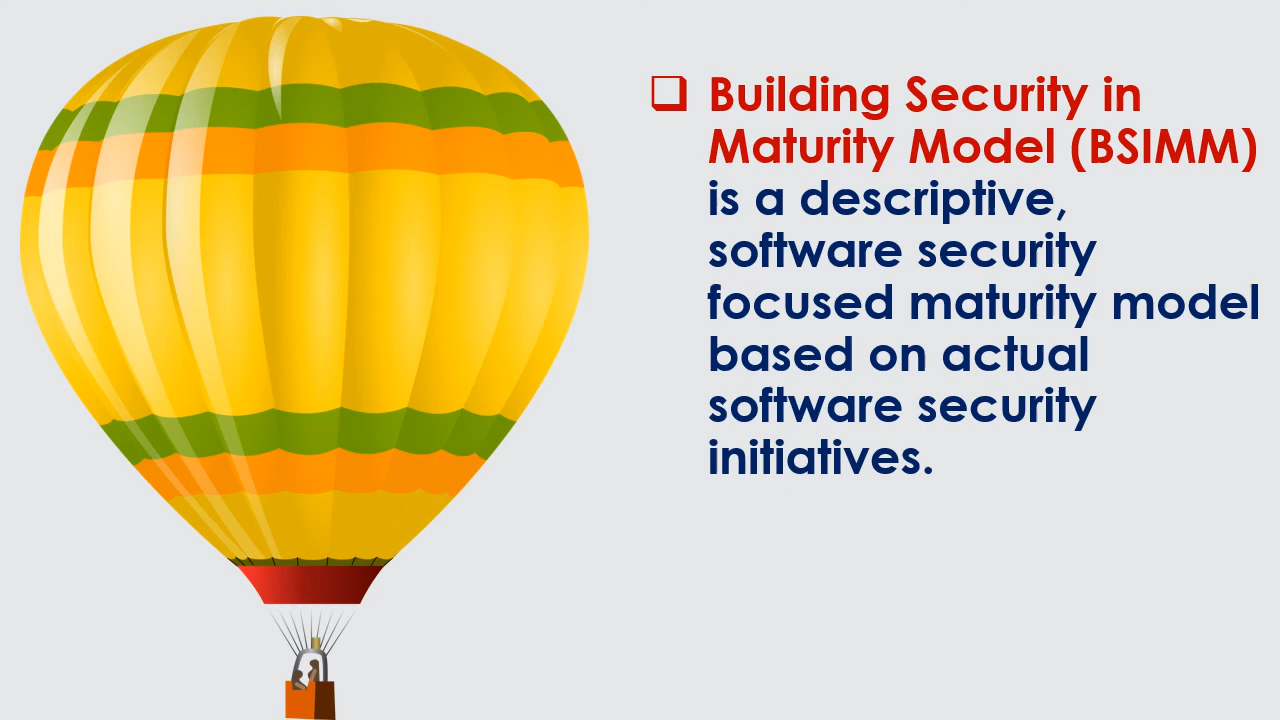 ❑ Building Security in
Maturity Model (BSIMM)
is a descriptive,
software security
focused maturity model
based on actual
software security
initiatives.